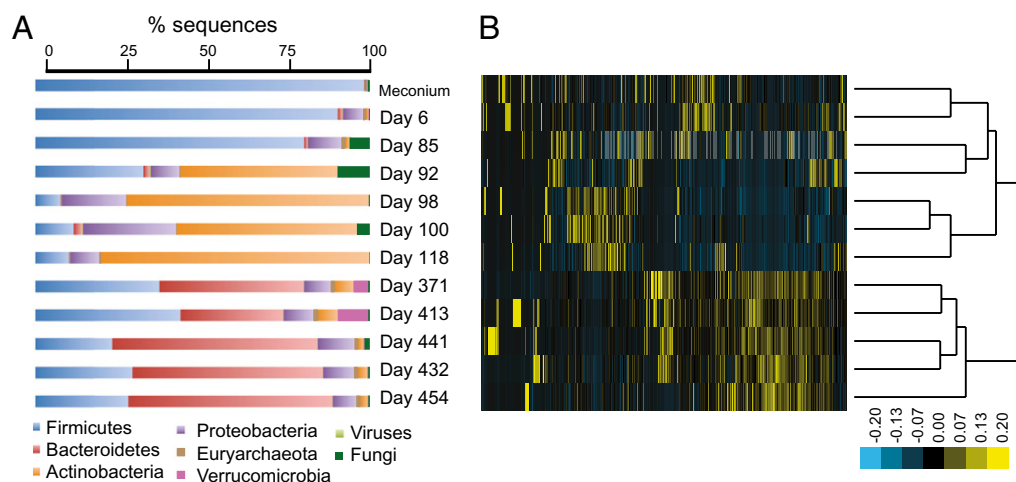 A
B
% sequences
0 25 50 75 100
Meconium
Day 6
Day 85
Day 92
Day 98
Day 100
Day 118
Day 371
Day 413
Day 441
Day 432
Day 454
Firmicutes
Bacteroidetes
Actinobacteria
Proteobacteria
Euryarchaeota
Verrucomicrobia
Viruses
Fungi
-0.20
-0.13
-0.07
0.00
0.07
0.13
0.20